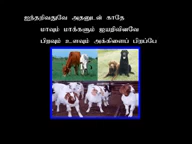 ஐந்தறிவதுவே அதனுடன் காதே
மாவும் மாக்களும் ஐயறிவினவே
பிறவும் உளவும் அக்கிளைப் பிறப்பே